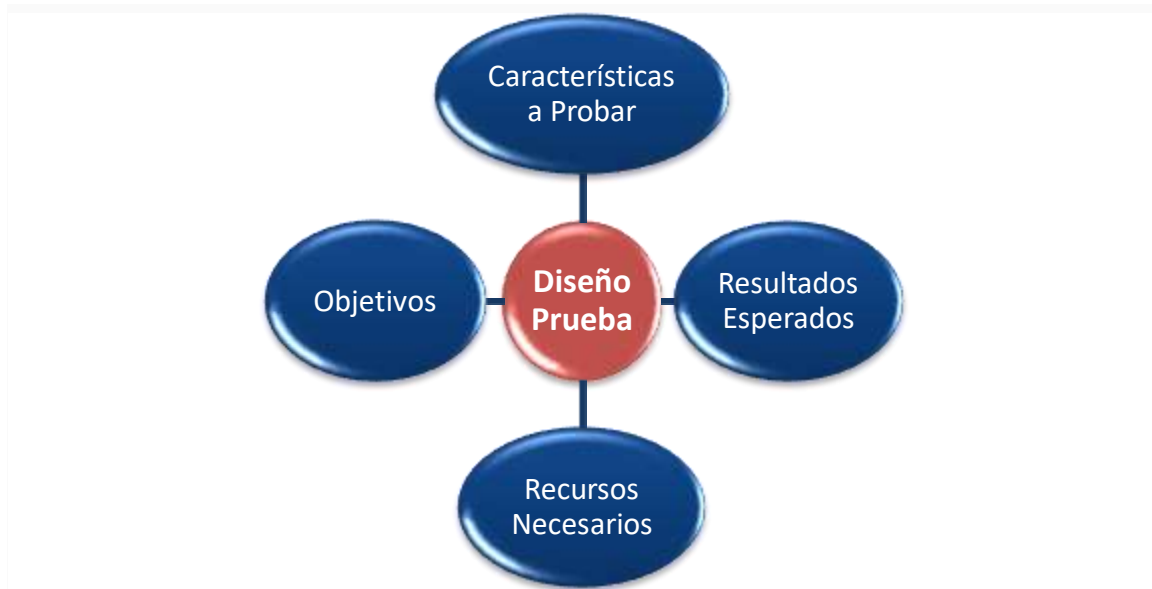 Características
a Probar
Objetivos
Diseño
Prueba
Resultados
Esperados
Recursos
Necesarios